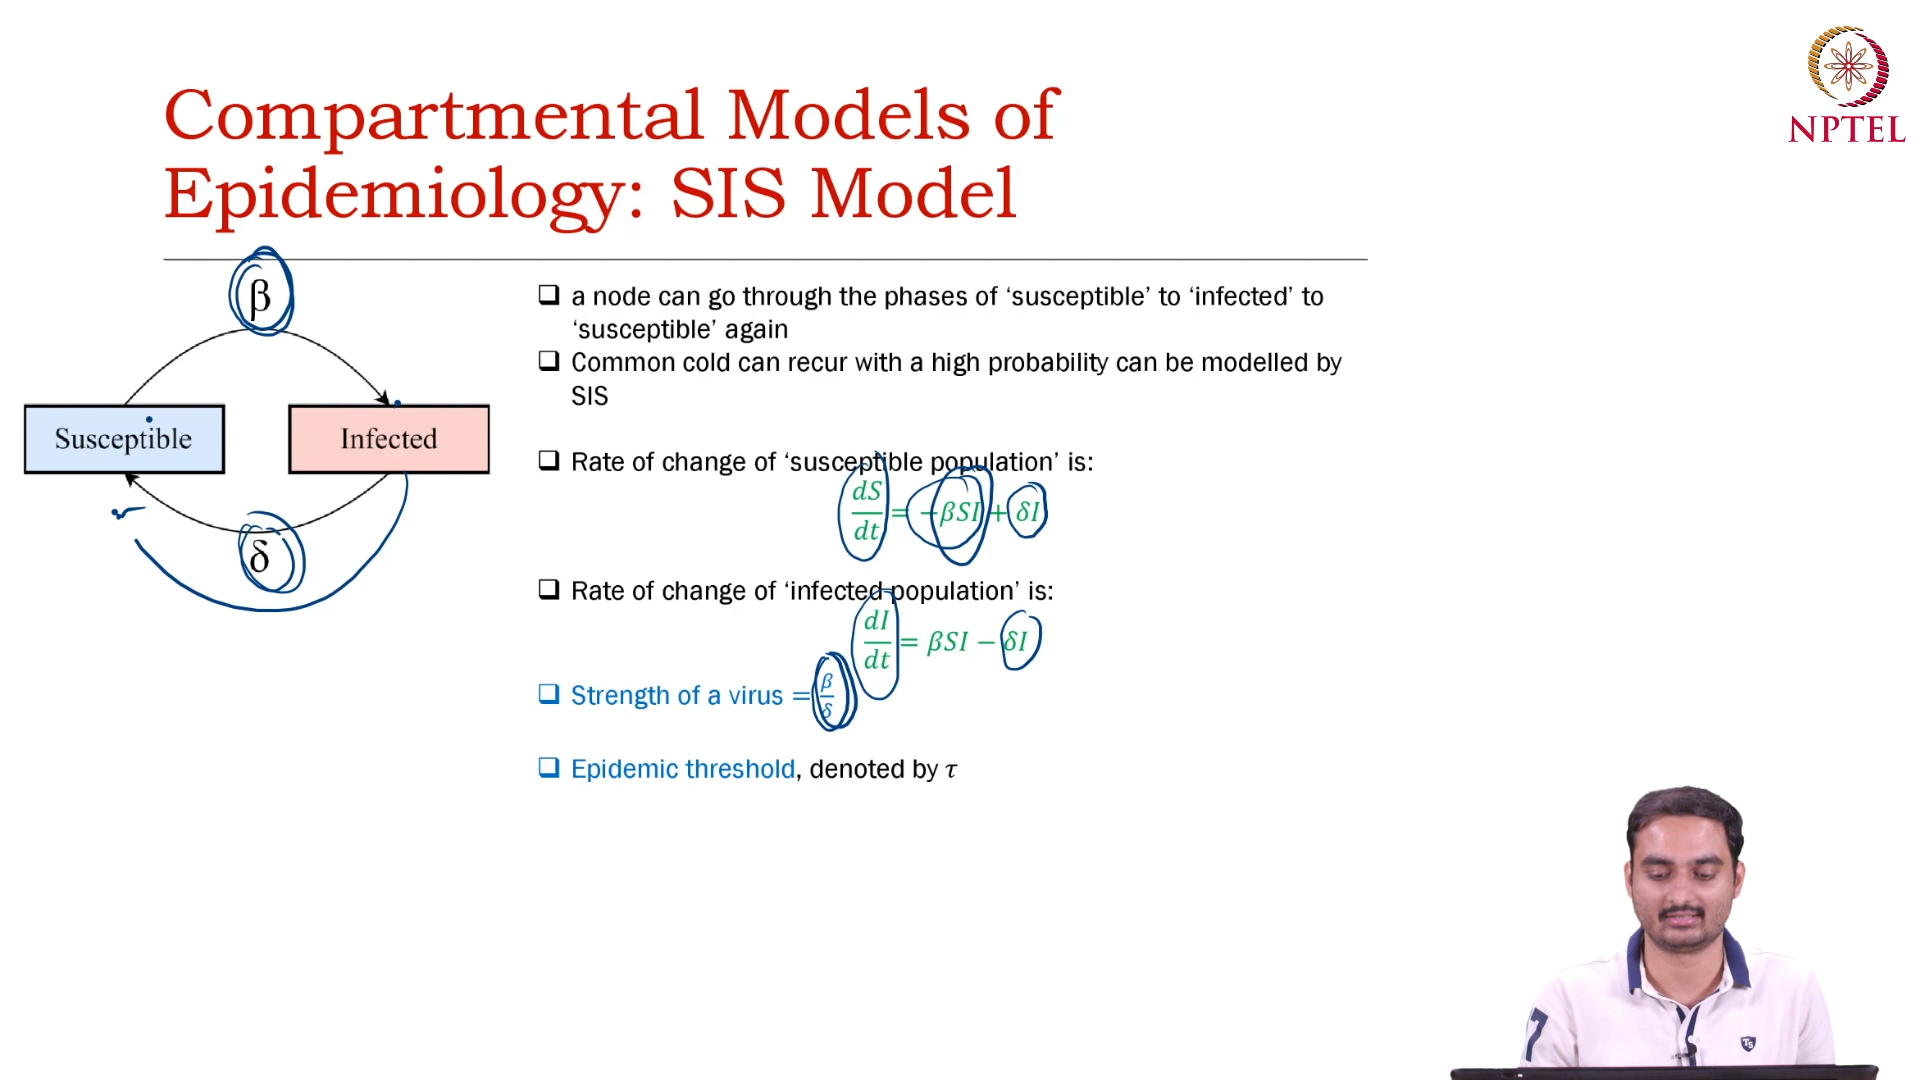 NPTEL
Compartmental Models of
Epidemiology: SIS Model
β
Susceptible
Infected
δ
❑ a node can go through the phases of ‘susceptible’ to ‘infected’ to
‘susceptible’ again
❑ Common cold can recur with a high probability can be modelled by
SIS
❑ Rate of change of ‘susceptible population’ is:
dS/dt = −βSI + δI
❑ Rate of change of ‘infected population’ is:
dI/dt = βSI − δI
❑ Strength of a virus = β/δ
❑ Epidemic threshold, denoted by τ
7
TS